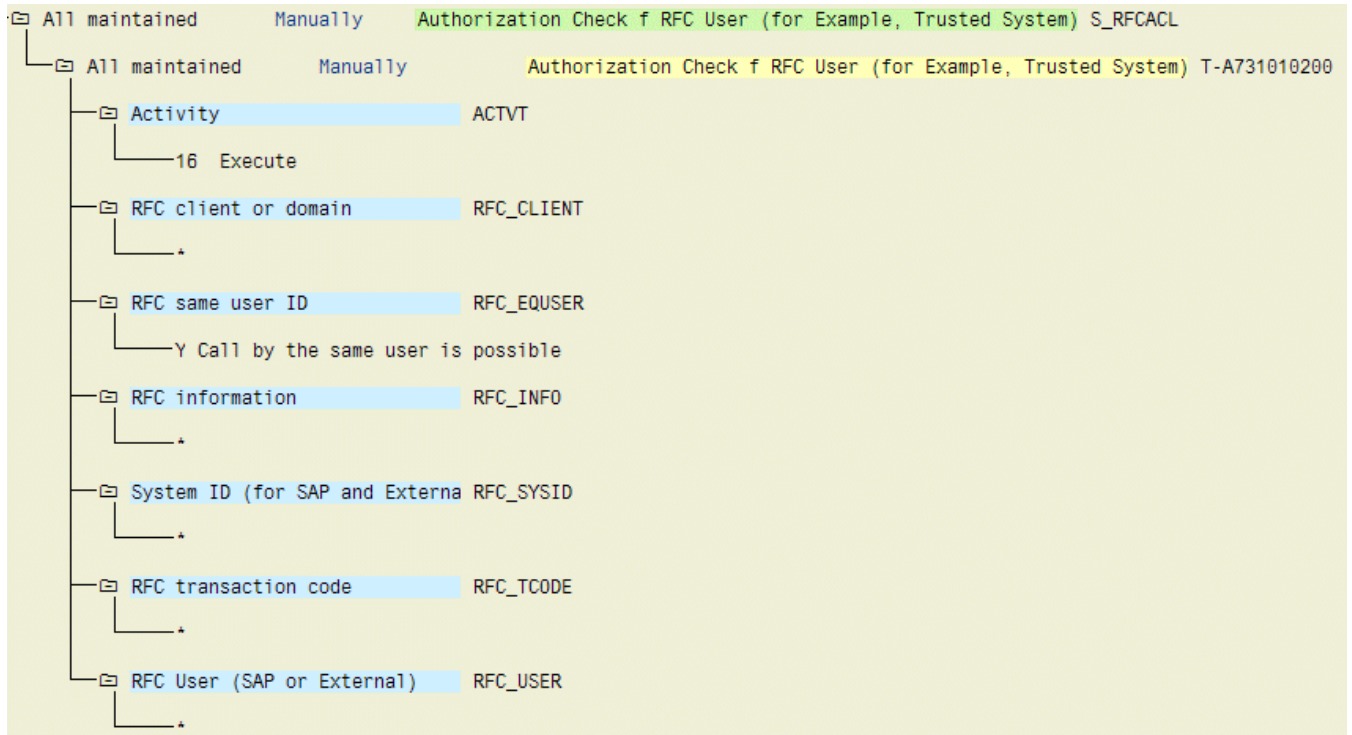 All maintained Manually Authorization Check f RFC User (for Example, Trusted System) S_RFCACL
All maintained Manually Authorization Check f RFC User (for Example, Trusted System) T-A731010200
Activity ACTVT
16 Execute
RFC client or domain RFC_CLIENT
*
RFC same user ID RFC_EQUSER
Y Call by the same user is possible
RFC information RFC_INFO
*
System ID (for SAP and Externa RFC_SYSID
*
RFC transaction code RFC_TCODE
*
RFC User (SAP or External) RFC_USER
*